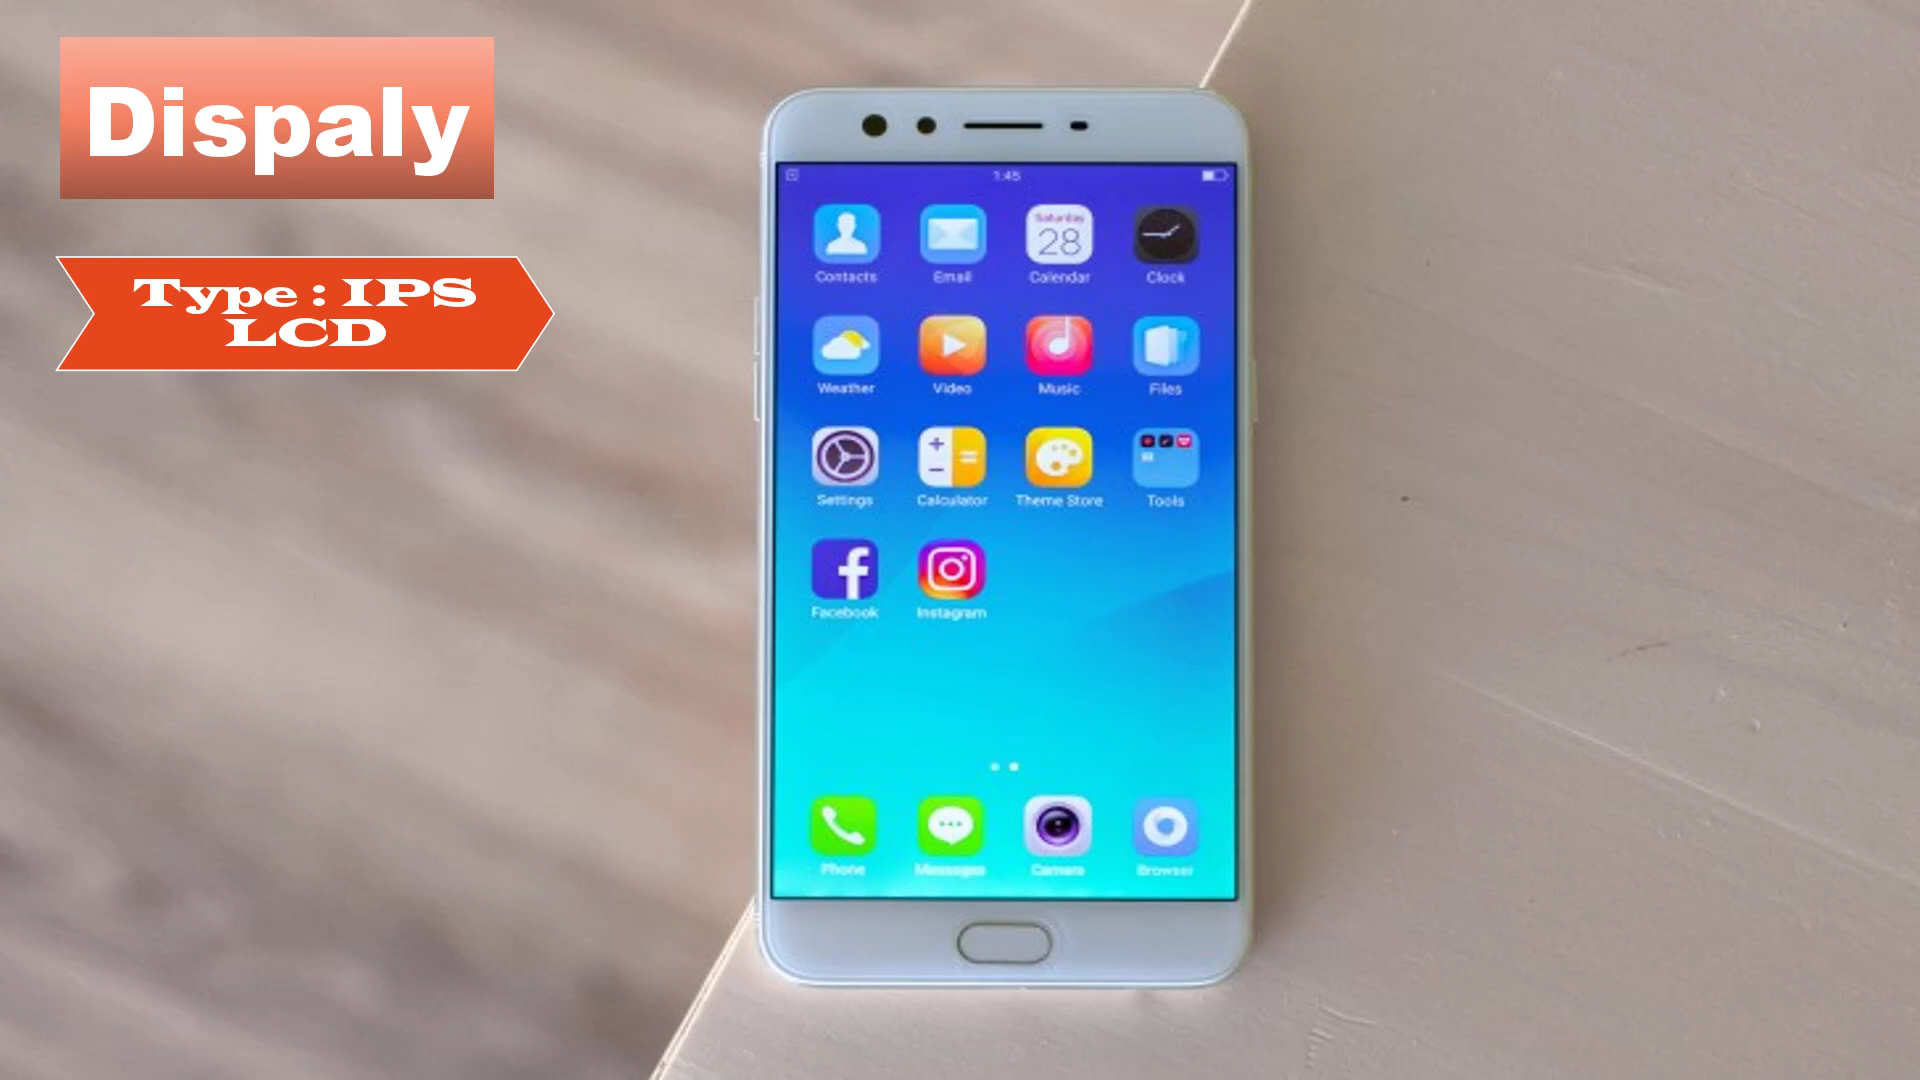 Dispaly
Type : IPS
LCD
1:45
Saturday
28
Contacts
Email
Calendar
Clock
Weather
Video
Music
Files
Settings
Calculator
Theme Store
Tools
Facebook
Instagram
Phone
Messages
Camera
Browser